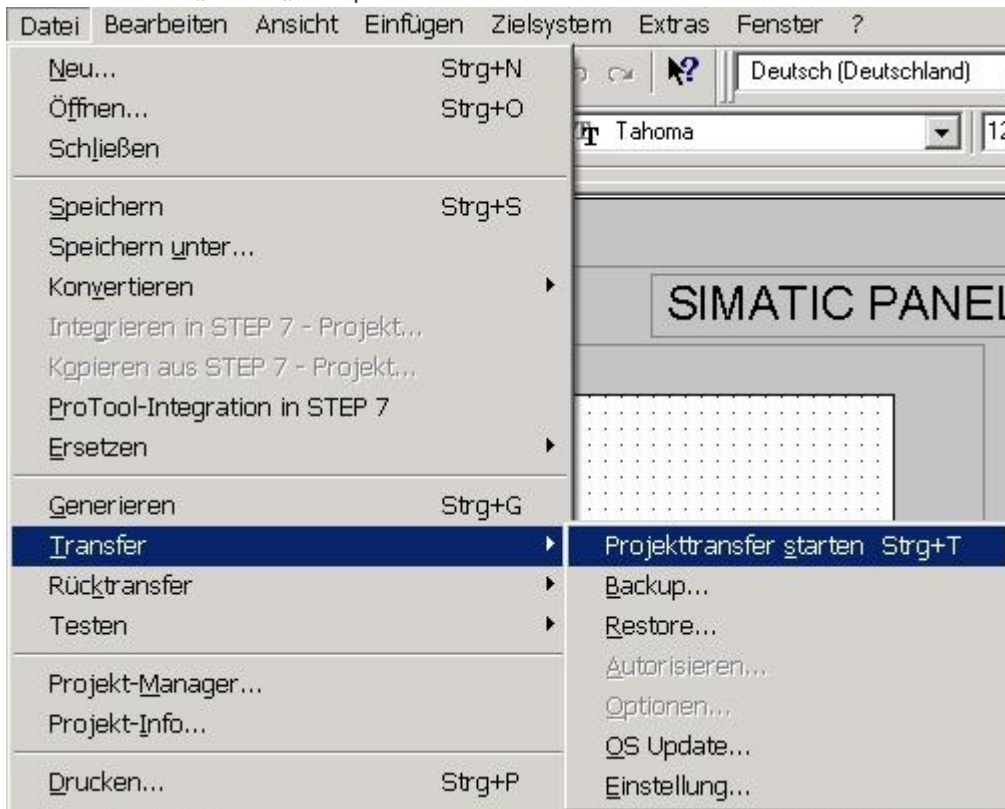 Datei Bearbeiten Ansicht Einfügen Zielsystem Extras Fenster ?
Neu... Strg+N
Öffnen... Strg+O
Schließen
Speichern Strg+S
Speichern unter...
Konvertieren
Integrieren in STEP 7 - Projekt...
Kopieren aus STEP 7 - Projekt...
ProTool-Integration in STEP 7
Ersetzen
Generieren Strg+G
Transfer
Rücktransfer
Testen
Projekt-Manager...
Projekt-Info...
Drucken... Strg+P
Deutsch (Deutschland)
Tahoma 12
SIMATIC PANEL
Projekttransfer starten Strg+T
Backup...
Restore...
Autorisieren...
Optionen...
OS Update...
Einstellung...